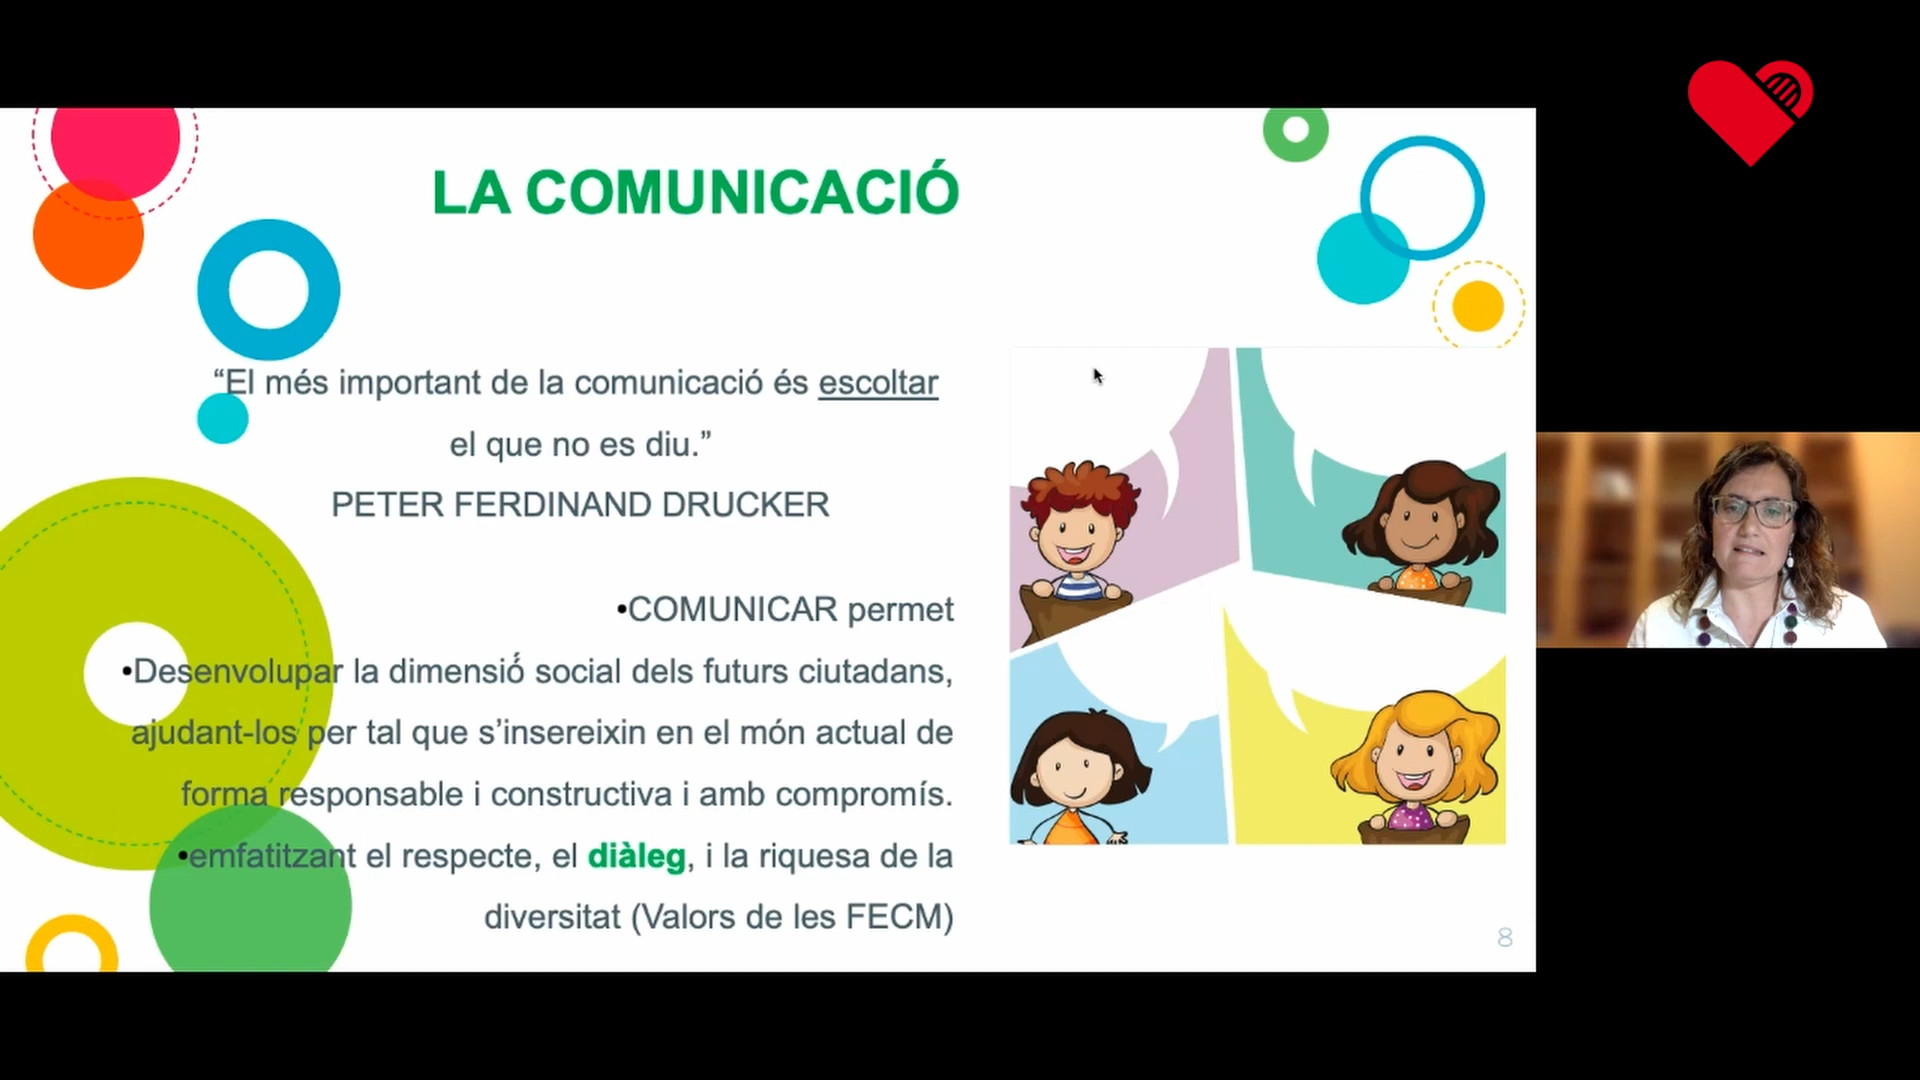 LA COMUNICACIÓ
“El més important de la comunicació és escoltar
el que no es diu.”
PETER FERDINAND DRUCKER
•COMUNICAR permet
•Desenvolupar la dimensió social dels futurs ciutadans,
ajudant-los per tal que s’insereixin en el món actual de
forma responsable i constructiva i amb compromís.
•emfatitzant el respecte, el diàleg, i la riquesa de la
diversitat (Valors de les FECM)
8